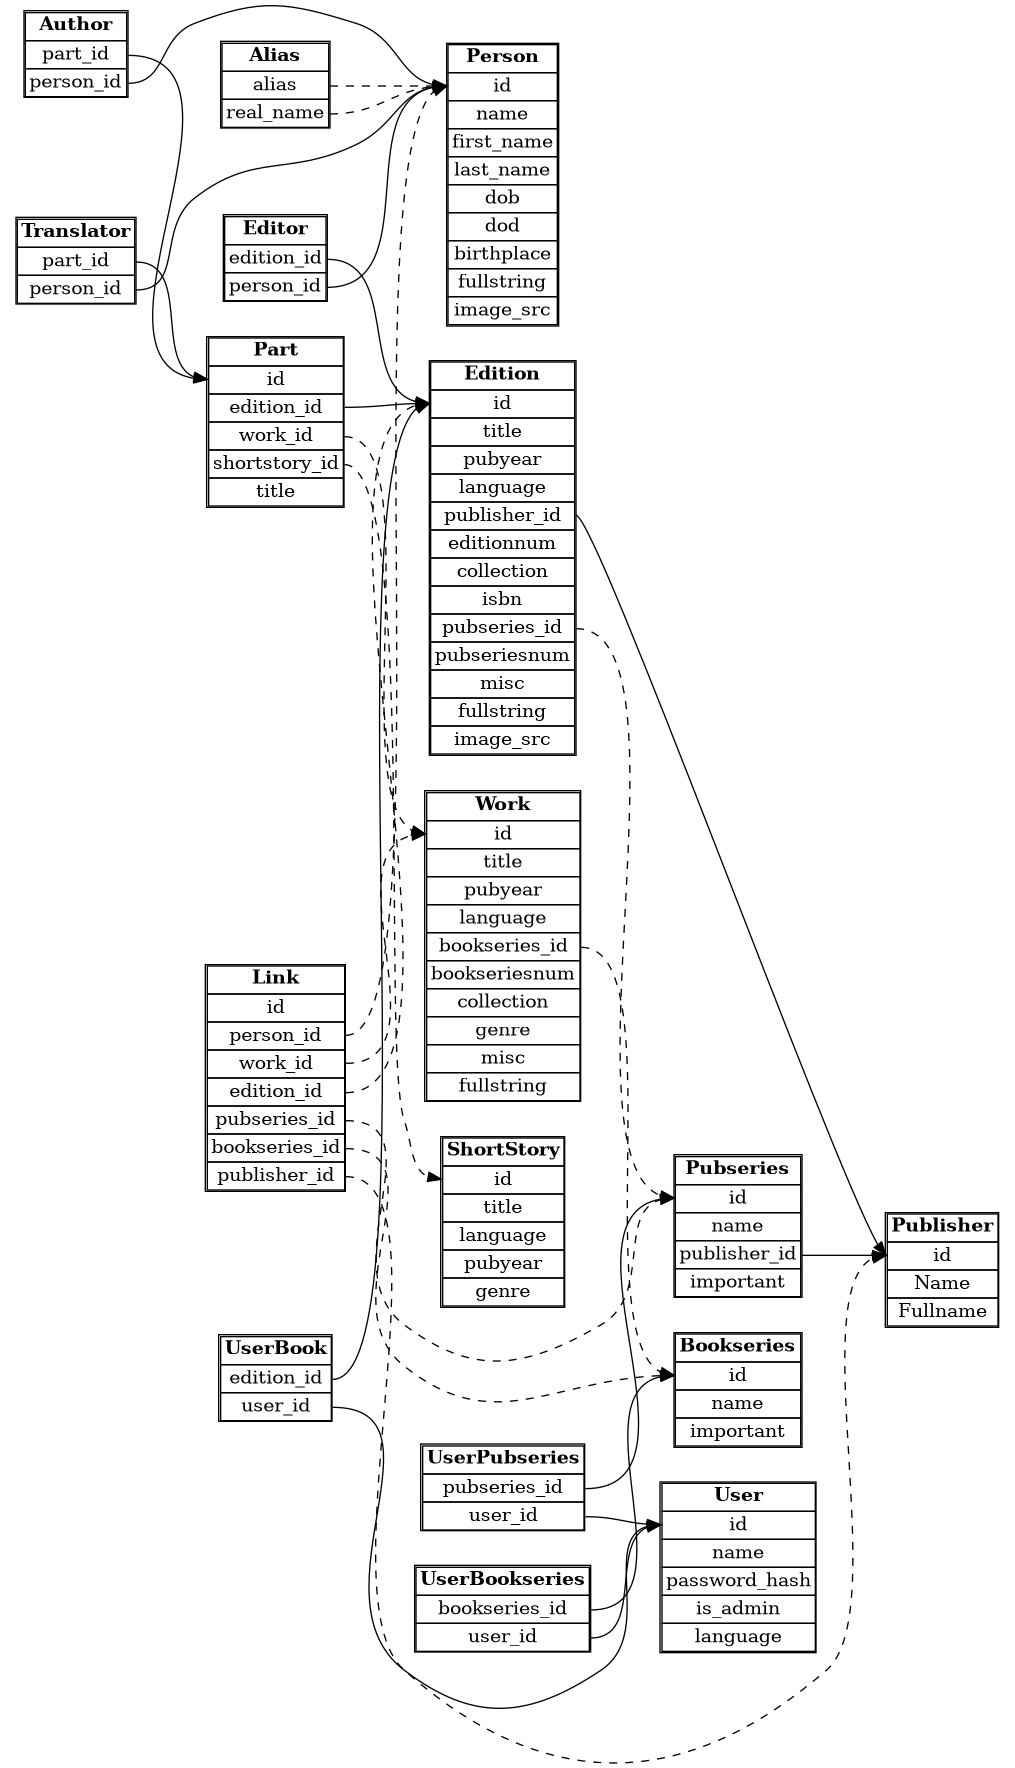 Author
part_id
person_id
Alias
alias
real_name
Person
id
name
first_name
last_name
dob
dod
birthplace
fullstring
image_src
Translator
part_id
person_id
Editor
edition_id
person_id
Part
id
edition_id
work_id
shortstory_id
title
Edition
id
title
pubyear
language
publisher_id
editionnum
collection
isbn
pubseries_id
pubseriesnum
misc
fullstring
image_src
Work
id
title
pubyear
language
bookseries_id
bookseriesnum
collection
genre
misc
fullstring
Link
id
person_id
work_id
edition_id
pubseries_id
bookseries_id
publisher_id
ShortStory
id
title
language
pubyear
genre
Pubseries
id
name
publisher_id
important
Publisher
id
Name
Fullname
UserBook
edition_id
user_id
Bookseries
id
name
important
UserPubseries
pubseries_id
user_id
User
id
name
password_hash
is_admin
language
UserBookseries
bookseries_id
user_id